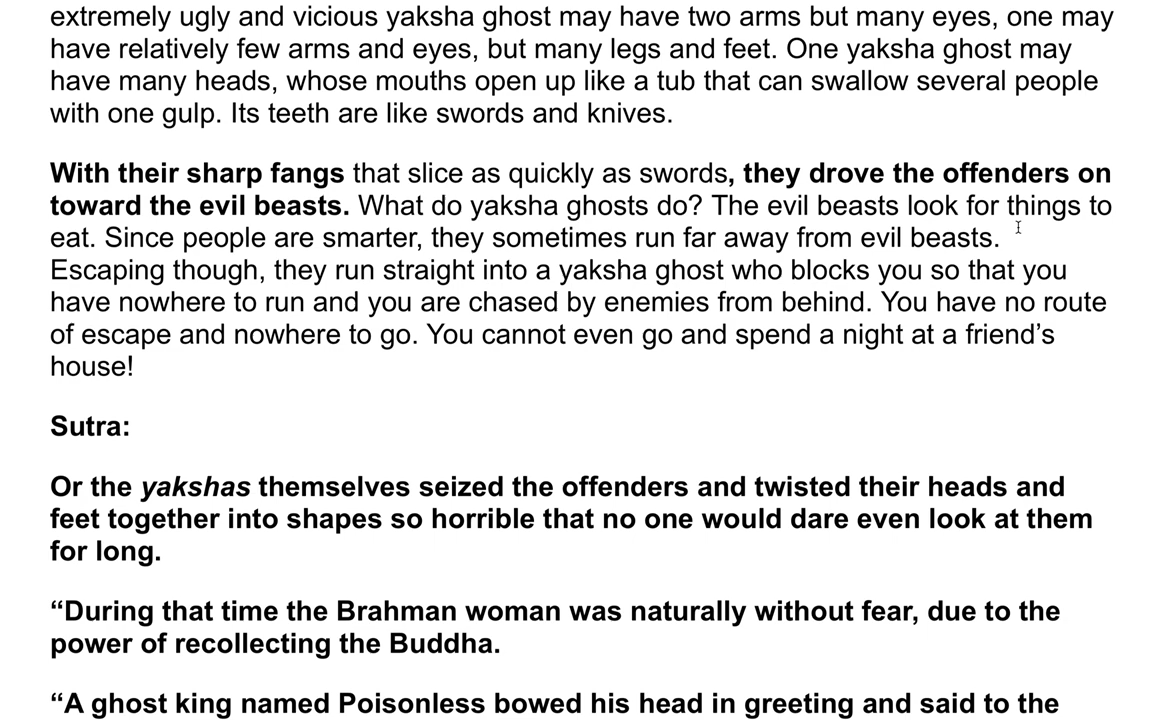 extremely ugly and vicious yaksha ghost may have two arms but many eyes, one may
have relatively few arms and eyes, but many legs and feet. One yaksha ghost may
have many heads, whose mouths open up like a tub that can swallow several people
with one gulp. Its teeth are like swords and knives.
With their sharp fangs that slice as quickly as swords, they drove the offenders on
toward the evil beasts. What do yaksha ghosts do? The evil beasts look for things to
eat. Since people are smarter, they sometimes run far away from evil beasts.
Escaping though, they run straight into a yaksha ghost who blocks you so that you
have nowhere to run and you are chased by enemies from behind. You have no route
of escape and nowhere to go. You cannot even go and spend a night at a friend’s
house!
Sutra:
Or the yakshas themselves seized the offenders and twisted their heads and
feet together into shapes so horrible that no one would dare even look at them
for long.
“During that time the Brahman woman was naturally without fear, due to the
power of recollecting the Buddha.
“A ghost king named Poisonless bowed his head in greeting and said to the